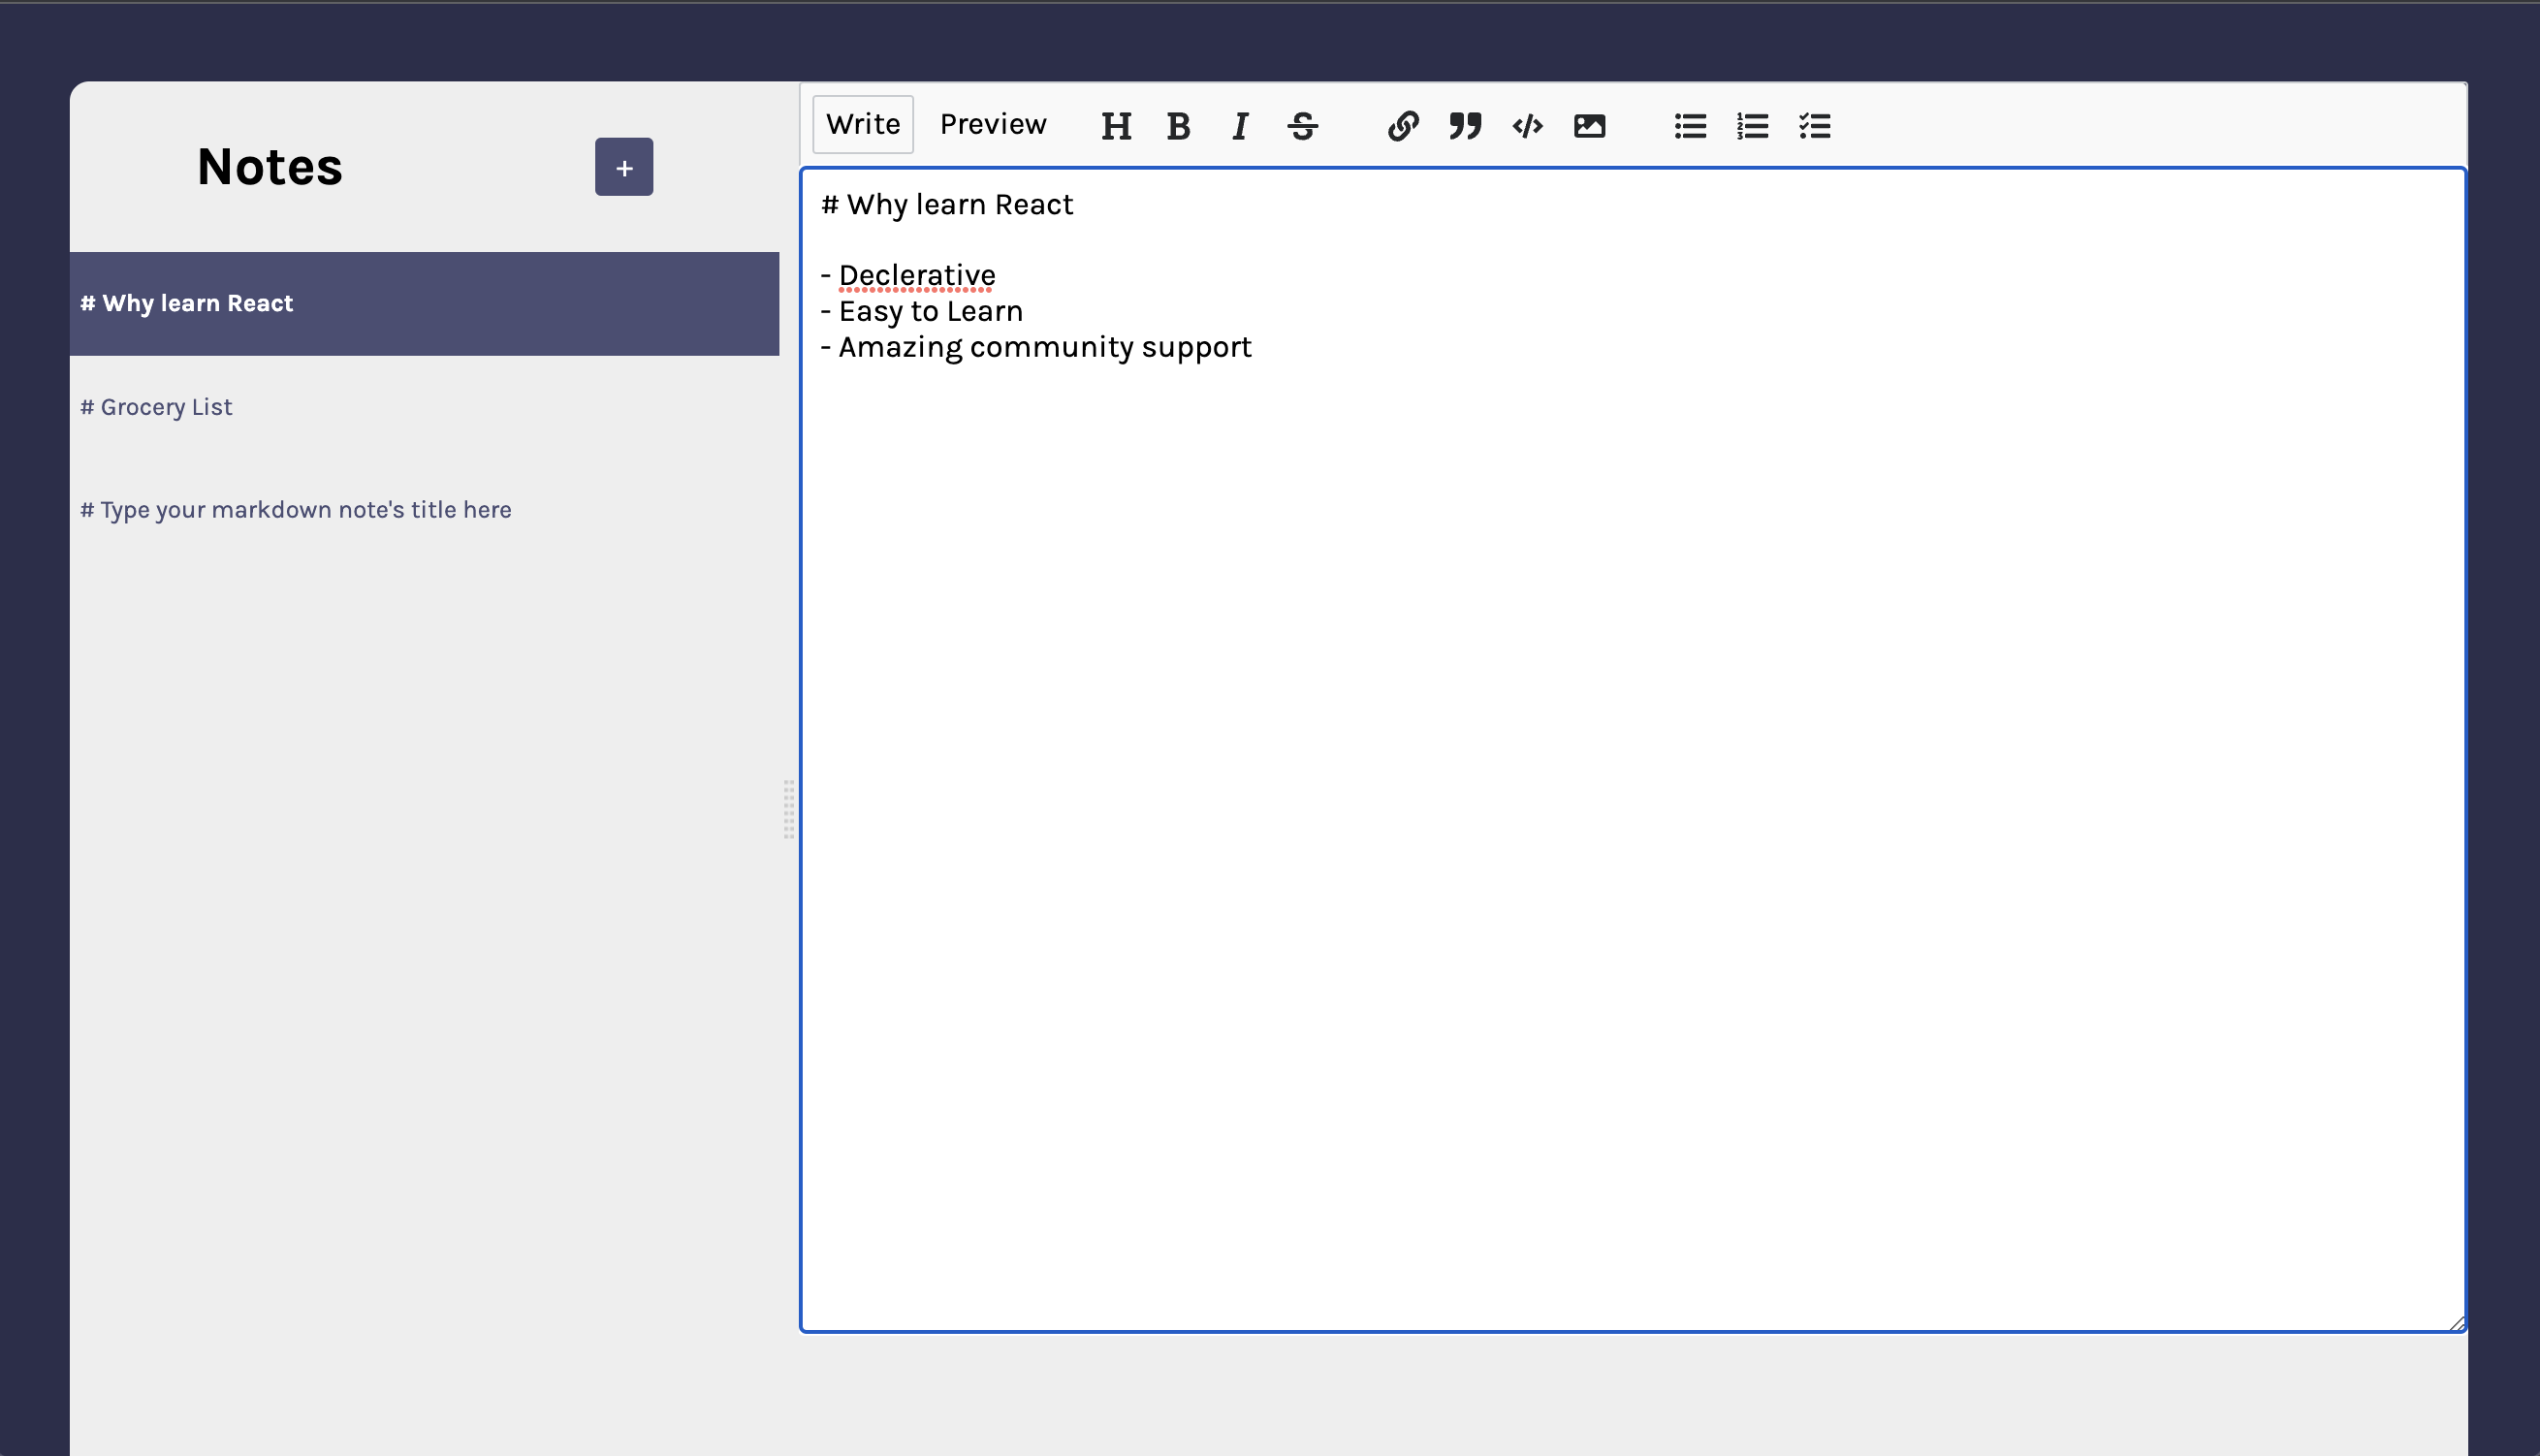 Notes
+
# Why learn React
# Grocery List
# Type your markdown note's title here
Write Preview H B I S
# Why learn React
- Declerative
- Easy to Learn
- Amazing community support